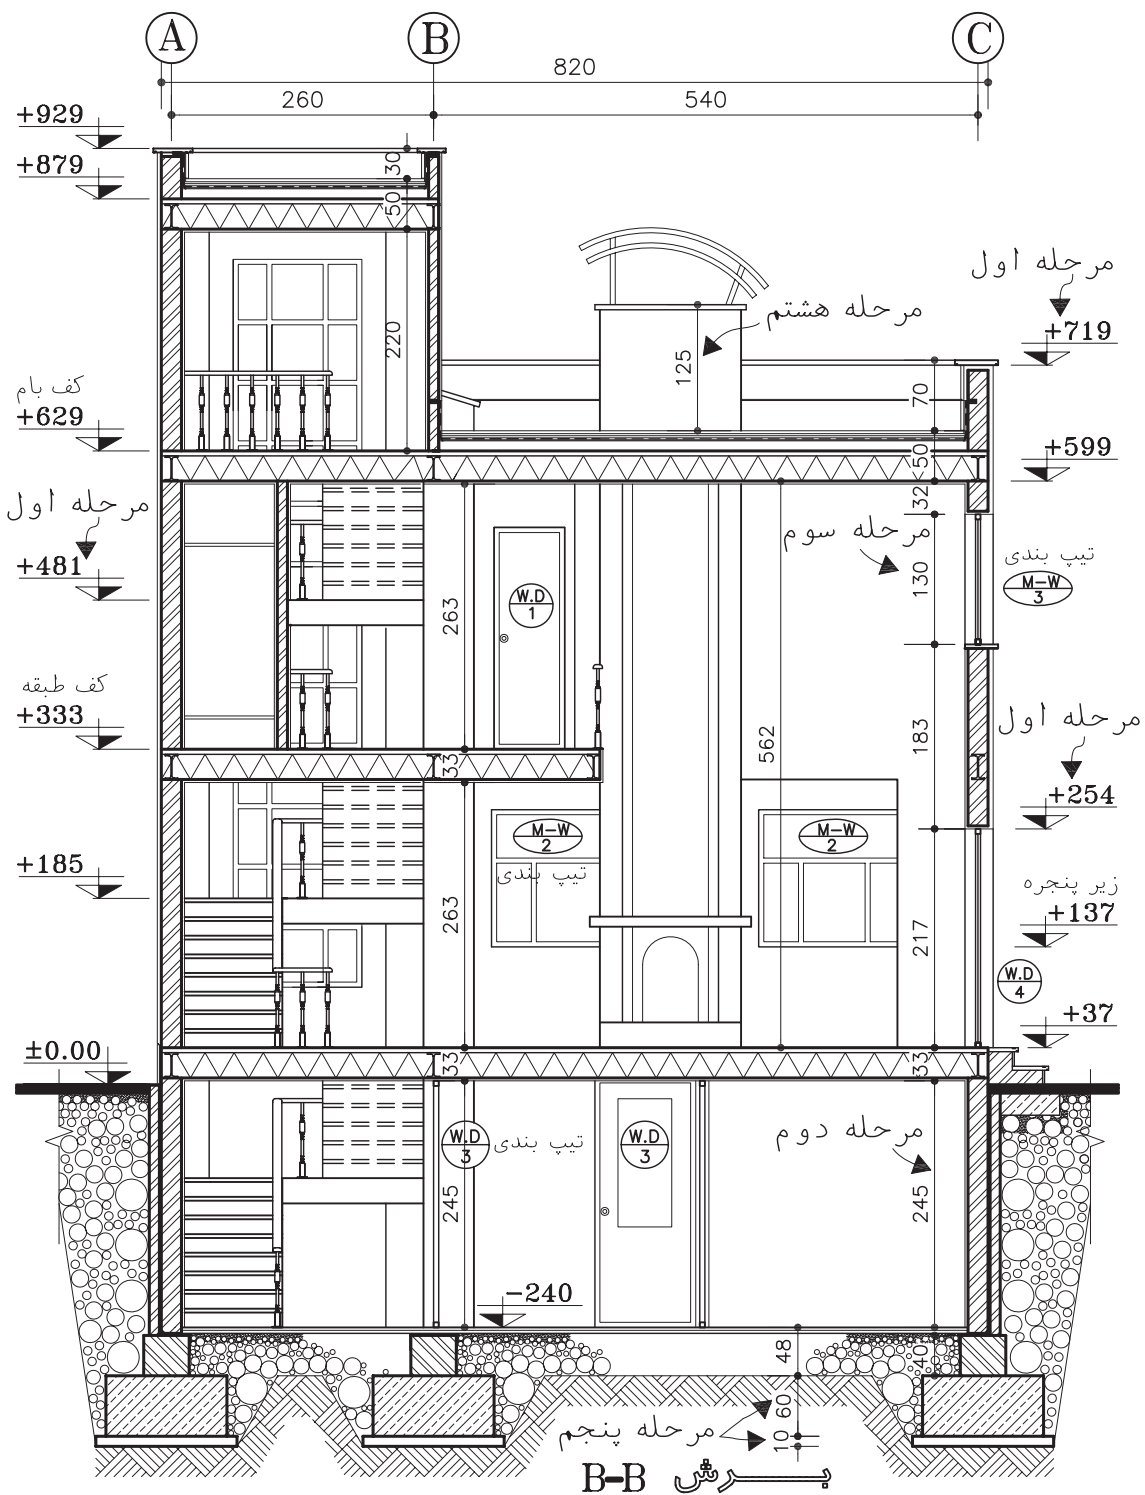 A B C
820
260 540
+929
30
+879
50
220
مرحله اول
+719
مرحله هشتم
125
70
کف بام
+629
50
+599
32
مرحله اول
مرحله سوم
تیپ بندی
M-W
3
130
+481
W.D
1
263
کف طبقه
+333
183
مرحله اول
562
33
+254
M-W
2
M-W
2
تیپ بندی
+185
زیر پنجره
+137
263
217
W.D
4
+37
±0.00
33
33
مرحله دوم
W.D
3
تیپ بندی
W.D
3
245
245
-240
48
40
60
مرحله پنجم
10
برش B-B